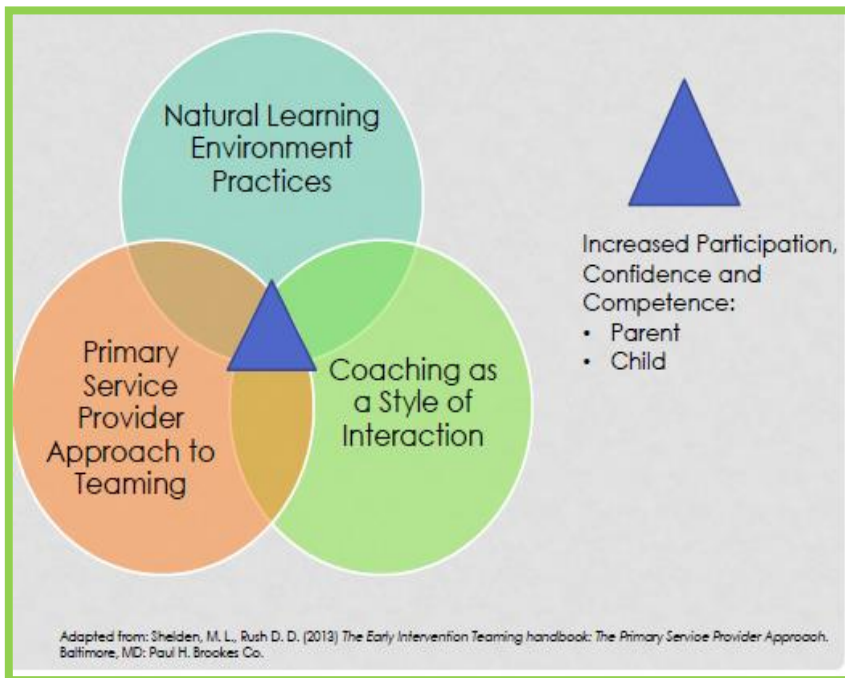 Natural Learning
Environment
Practices
Primary
Service
Provider
Approach to
Teaming
Coaching as
a Style of
Interaction
Increased Participation,
Confidence and
Competence:
• Parent
• Child
Adapted from: Shelden, M. L., Rush D. D. (2013) The Early Intervention Teaming handbook: The Primary Service Provider Approach.
Baltimore, MD: Paul H. Brookes Co.